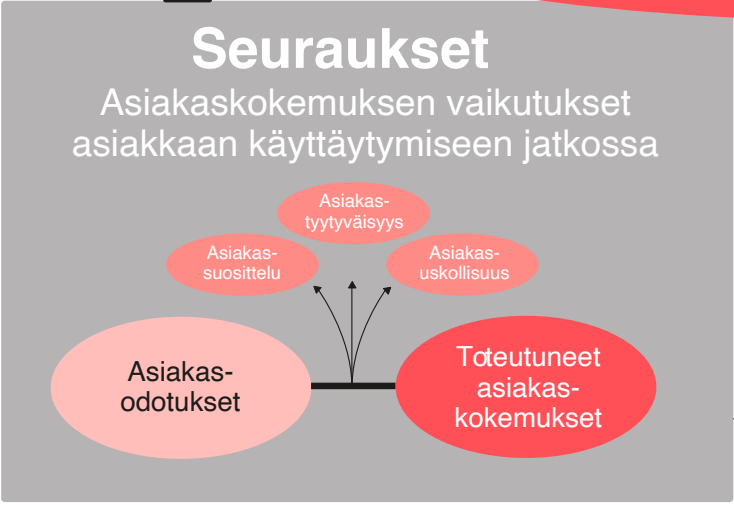 Seuraukset
Asiakaskokemuksen vaikutukset
asiakkaan käyttäytymiseen jatkossa
Asiakas-
tyytyväisyys
Asiakas-
suosittelu
Asiakas-
uskollisuus
Asiakas-
odotukset
Toteutuneet
asiakas-
kokemukset